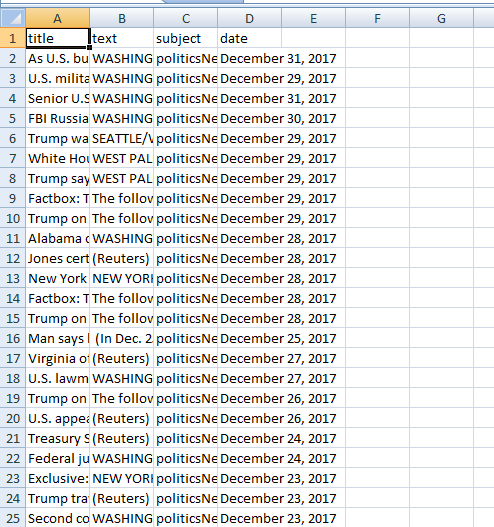 A B C D E F G
1 title text subject date
2 As U.S. bu WASHING politicsNe December 31, 2017
3 U.S. milita WASHING politicsNe December 29, 2017
4 Senior U.S WASHING politicsNe December 31, 2017
5 FBI Russia WASHING politicsNe December 30, 2017
6 Trump wa SEATTLE/W politicsNe December 29, 2017
7 White Hou WEST PAL politicsNe December 29, 2017
8 Trump say WEST PAL politicsNe December 29, 2017
9 Factbox: T The follow politicsNe December 29, 2017
10 Trump on The follow politicsNe December 29, 2017
11 Alabama o WASHING politicsNe December 28, 2017
12 Jones cert (Reuters) politicsNe December 28, 2017
13 New York NEW YORK politicsNe December 28, 2017
14 Factbox: T The follow politicsNe December 28, 2017
15 Trump on The follow politicsNe December 28, 2017
16 Man says (In Dec. 2 politicsNe December 25, 2017
17 Virginia of (Reuters) politicsNe December 27, 2017
18 U.S. lawm WASHING politicsNe December 27, 2017
19 Trump on The follow politicsNe December 26, 2017
20 U.S. appea (Reuters) politicsNe December 26, 2017
21 Treasury S (Reuters) politicsNe December 24, 2017
22 Federal ju WASHING politicsNe December 24, 2017
23 Exclusive: NEW YORK politicsNe December 23, 2017
24 Trump tra (Reuters) politicsNe December 23, 2017
25 Second co WASHING politicsNe December 23, 2017